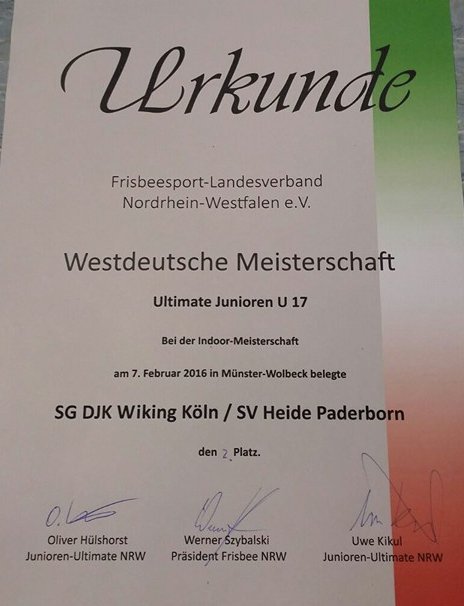 Urkunde
Frisbeesport-Landesverband
Nordrhein-Westfalen e.V.
Westdeutsche Meisterschaft
Ultimate Junioren U 17
Bei der Indoor-Meisterschaft
am 7. Februar 2016 in Münster-Wolbeck belegte
SG DJK Wiking Köln / SV Heide Paderborn
den 2. Platz.
Oliver Hülshorst Werner Szybalski Uwe Kikul
Junioren-Ultimate NRW Präsident Frisbee NRW Junioren-Ultimate NRW